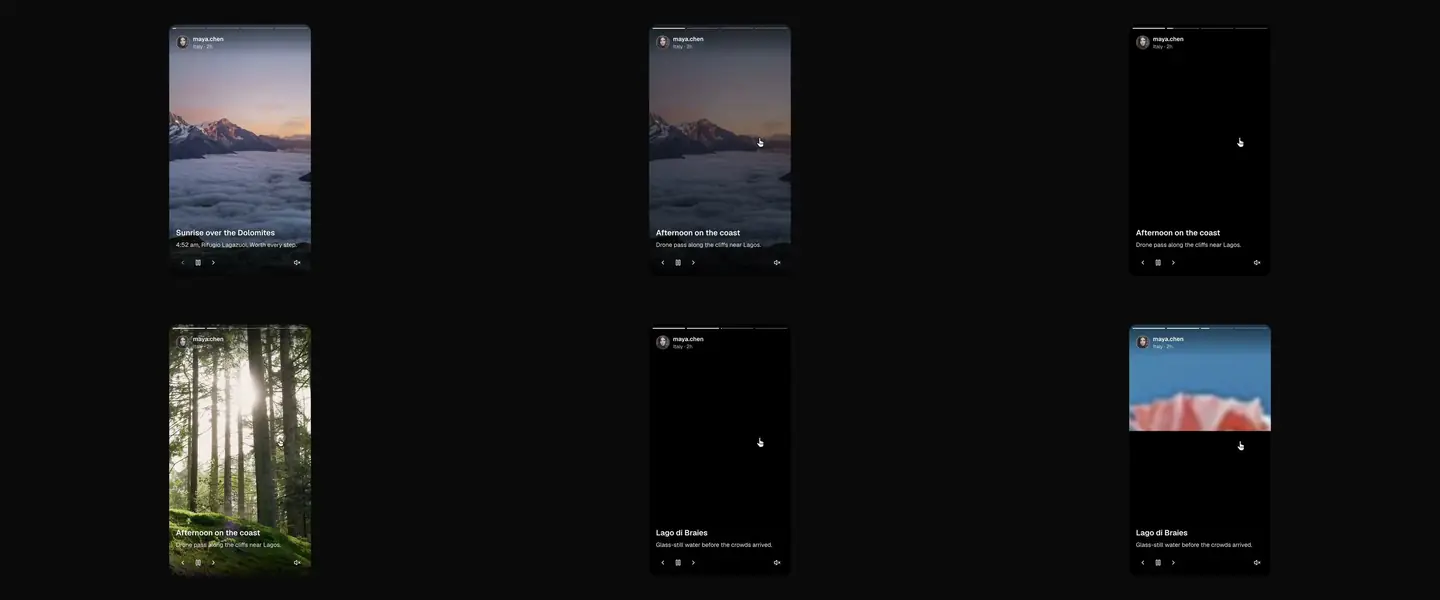 maya.chen
Italy · 2h
Sunrise over the Dolomites
4:52 am, Rifugio Lagazuoi. Worth every step.
maya.chen
Italy · 2h
Afternoon on the coast
Drone pass along the cliffs near Lagos.
maya.chen
Italy · 2h
Afternoon on the coast
Drone pass along the cliffs near Lagos.
maya.chen
Italy · 2h
Afternoon on the coast
Drone pass along the cliffs near Lagos.
maya.chen
Italy · 2h
Lago di Braies
Glass-still water before the crowds arrived.
maya.chen
Italy · 2h
Lago di Braies
Glass-still water before the crowds arrived.